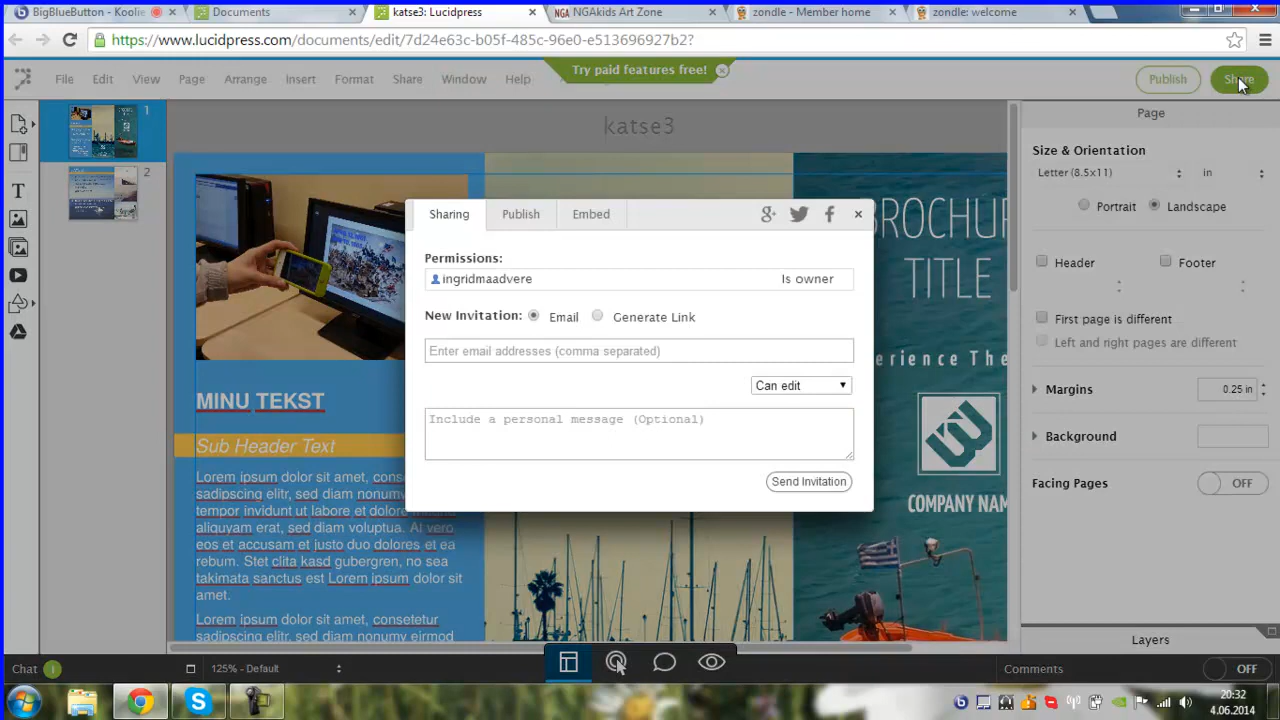 BigBlueButton - Koolie
Documents
katse3: Lucidpress
NGA NGAkids Art Zone
zondle - Member home
zondle: welcome
https://www.lucidpress.com/documents/edit/7d24e63c-b05f-485c-96e0-e513696927b2?
Try paid features free!
File Edit View Page Arrange Insert Format Share Window Help
Publish
Share
1
2
katse3
Page
Size & Orientation
Letter (8.5x11)
in
Portrait
Landscape
Header
Footer
First page is different
Left and right pages are different
Margins
0.25 in
Background
Facing Pages
OFF
Layers
Sharing
Publish
Embed
Permissions:
ingridmaadvere
Is owner
New Invitation:
Email
Generate Link
Enter email addresses (comma separated)
Can edit
Include a personal message (Optional)
Send Invitation
MINU TEKST
Sub Header Text
Lorem ipsum dolor sit amet,
sadipscing elitr, sed diam nonumy
tempor invidunt ut labore et dolore
aliquyam erat, sed diam voluptua. At vero
eos et accusam et justo duo dolores et ea
rebum. Stet clita kasd gubergren, no sea
takimata sanctus est Lorem ipsum dolor sit
amet.
Lorem ipsum dolor sit amet, consetetur
sadipscing elitr, sed diam nonumy eirmod
BROCHUR
TITLE
erience The
COMPANY NAM
Chat
125% - Default
Comments
OFF
20:32
4.06.2014